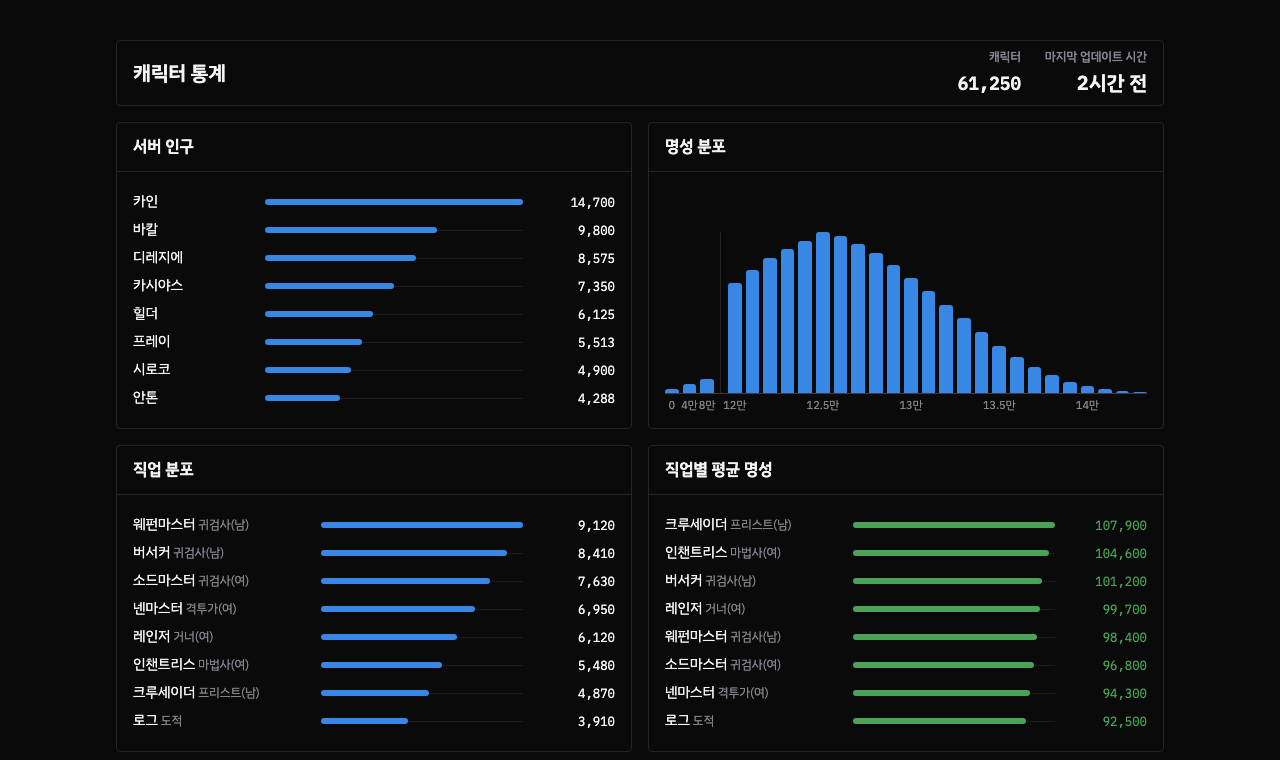 캐릭터 통계
캐릭터
61,250
마지막 업데이트 시간
2시간 전
서버 인구
카인 14,700
바칼 9,800
디레지에 8,575
카시야스 7,350
힐더 6,125
프레이 5,513
시로코 4,900
안톤 4,288
명성 분포
0 4만 8만 12만 12.5만 13만 13.5만 14만
직업 분포
웨펀마스터 귀검사(남) 9,120
버서커 귀검사(남) 8,410
소드마스터 귀검사(여) 7,630
넨마스터 격투가(여) 6,950
레인저 거너(여) 6,120
인챈트리스 마법사(여) 5,480
크루세이더 프리스트(남) 4,870
로그 도적 3,910
직업별 평균 명성
크루세이더 프리스트(남) 107,900
인챈트리스 마법사(여) 104,600
버서커 귀검사(남) 101,200
레인저 거너(여) 99,700
웨펀마스터 귀검사(남) 98,400
소드마스터 귀검사(여) 96,800
넨마스터 격투가(여) 94,300
로그 도적 92,500